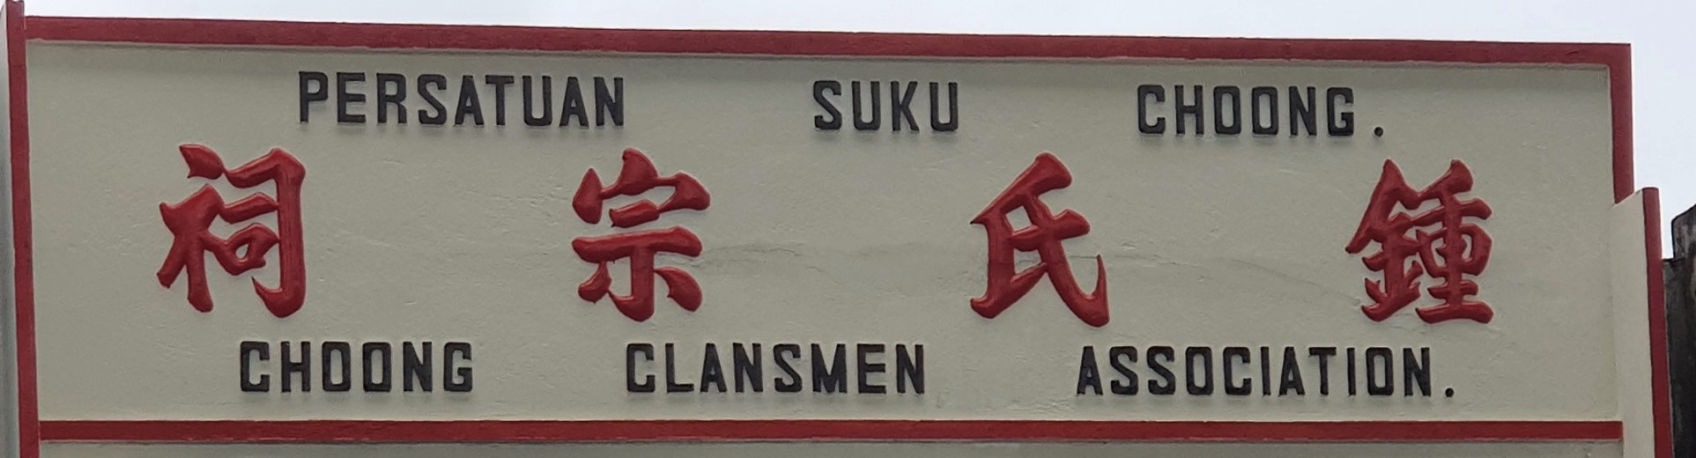 PERSATUAN SUKU CHOONG.
鍾氏宗祠
CHOONG CLANSMEN ASSOCIATION.